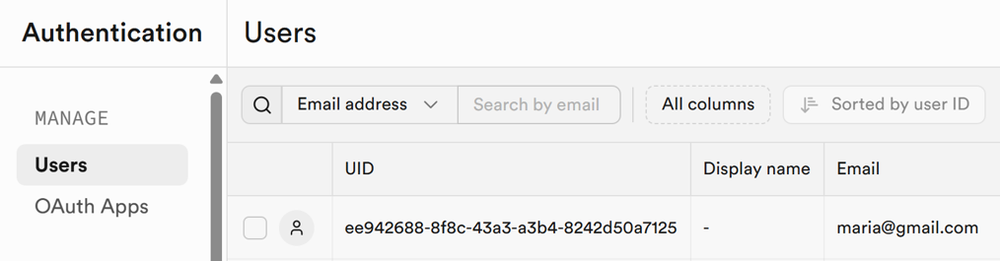 Authentication
Users
MANAGE
Users
OAuth Apps
Email address
Search by email
All columns
Sorted by user ID
UID
Display name
Email
ee942688-8f8c-43a3-a3b4-8242d50a7125
-
maria@gmail.com